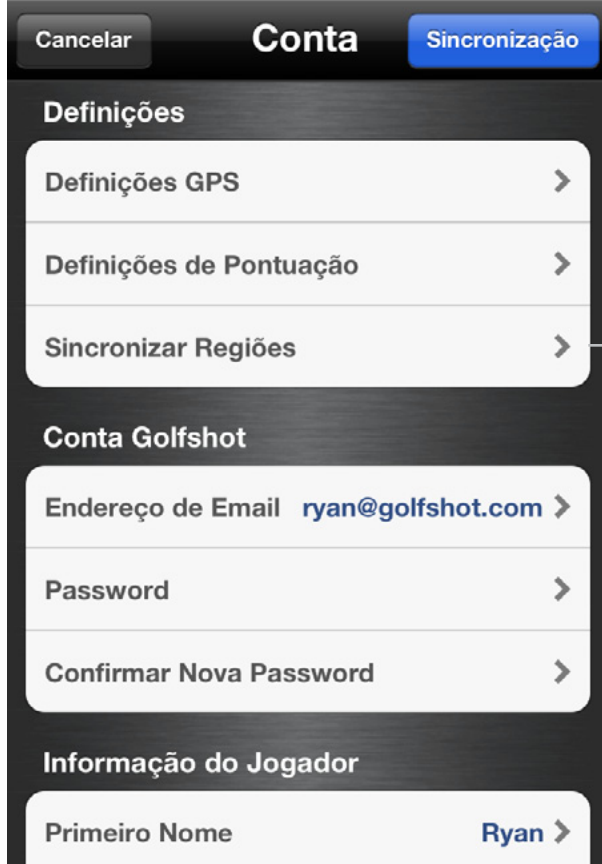 Cancelar Conta Sincronização
Definições
Definições GPS
Definições de Pontuação
Sincronizar Regiões
Conta Golfshot
Endereço de Email ryan@golfshot.com
Password
Confirmar Nova Password
Informação do Jogador
Primeiro Nome Ryan